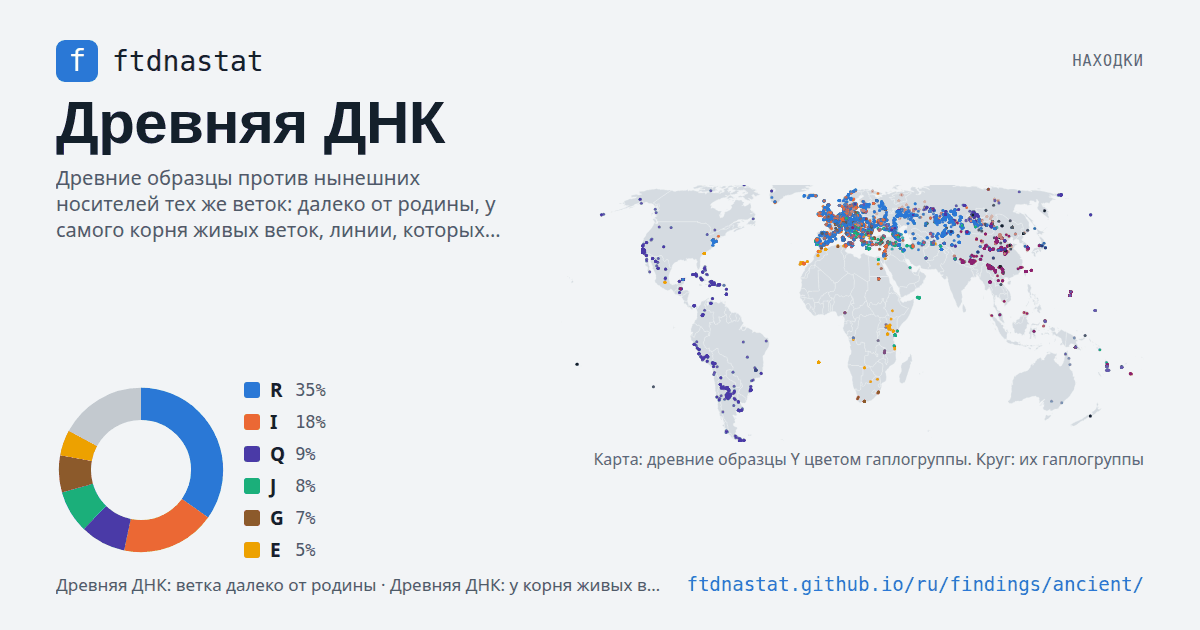 f ftdnastat
НАХОДКИ
Древняя ДНК
Древние образцы против нынешних
носителей тех же веток: далеко от родины, у
самого корня живых веток, линии, которых…
R 35%
I 18%
Q 9%
J 8%
G 7%
E 5%
Карта: древние образцы Y цветом гаплогруппы. Круг: их гаплогруппы
Древняя ДНК: ветка далеко от родины · Древняя ДНК: у корня живых в…
ftdnastat.github.io/ru/findings/ancient/